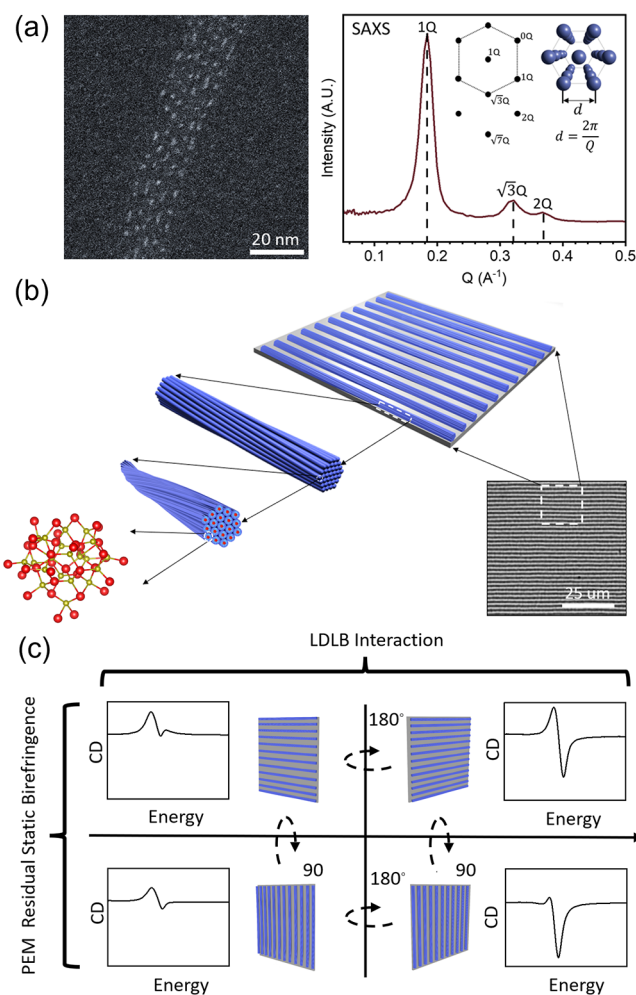 (a)
20 nm
SAXS
1Q
√3Q
2Q
0Q
1Q
1Q
√3Q
2Q
√7Q
d
d = 2π/Q
Intensity (A.U.)
0.1 0.2 0.3 0.4 0.5
Q (A⁻¹)
(b)
25 um
(c)
LDLB Interaction
PEM Residual Static Birefringence
CD
Energy
180°
CD
Energy
90
90
CD
Energy
180°
CD
Energy